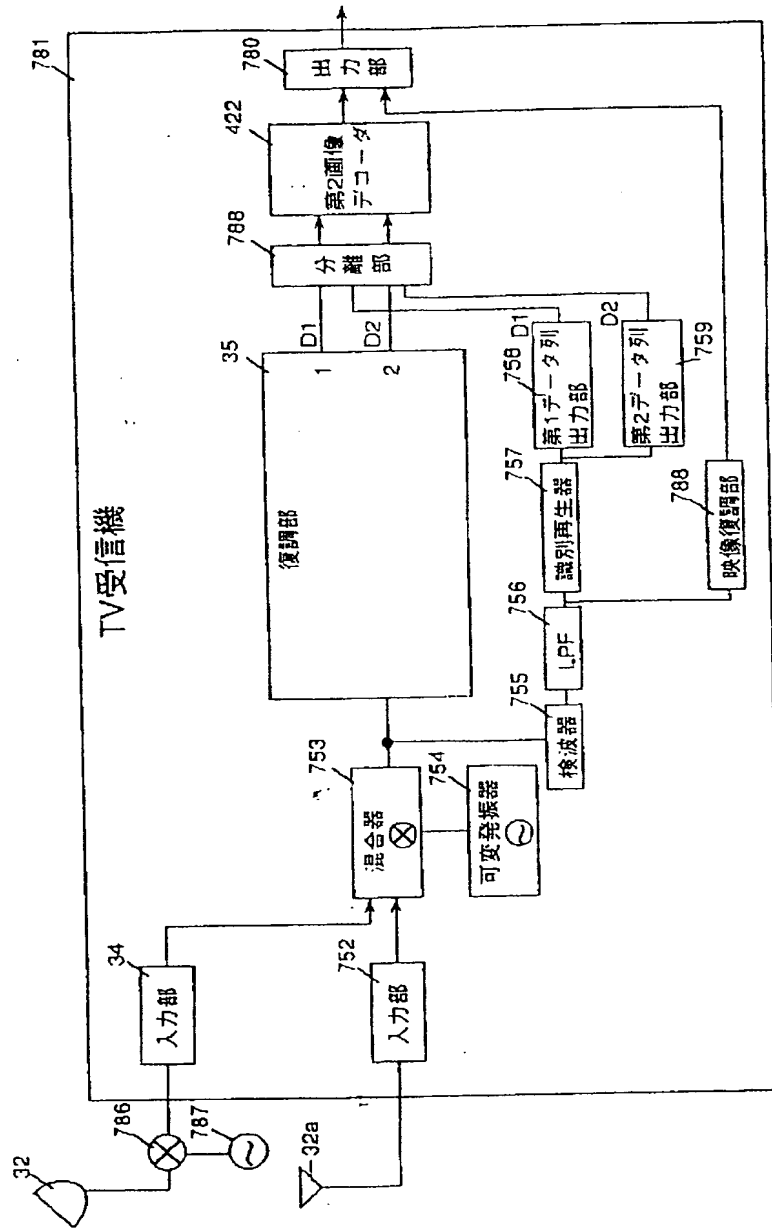 TV受信機
781
32
786
787
32a
34
入力部
752
入力部
753
混合器
754
可変発振器
35
復調部
D1
1
D2
2
788
分離部
422
第2画像
デコーダ
780
出力部
755
検波器
756
LPF
757
識別再生器
758
第1データ列
出力部
D1
759
第2データ列
出力部
D2
788
映像復調部